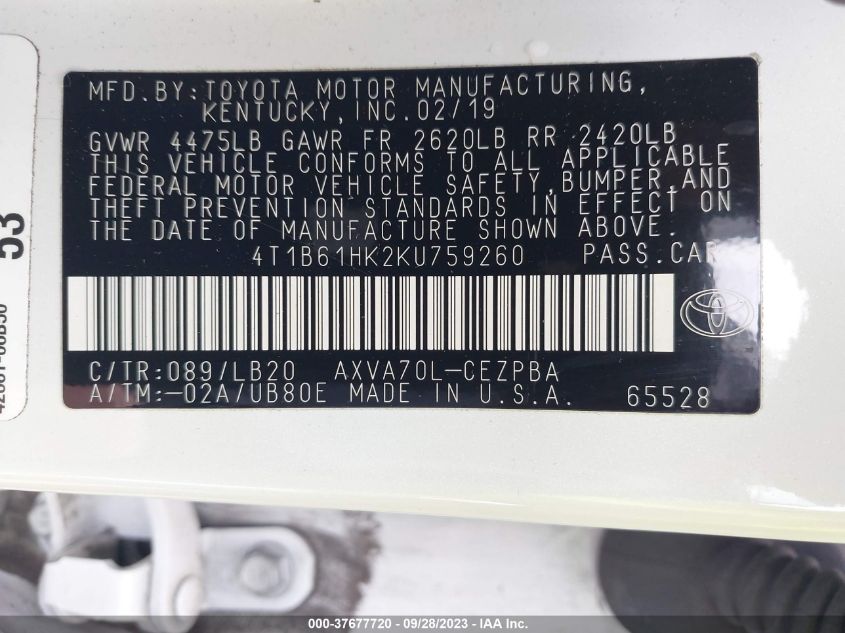 MFD.BY:TOYOTA MOTOR MANUFACTURING,
KENTUCKY,INC.02/19
GVWR 4475LB GAWR FR 2620LB RR 2420LB
THIS VEHICLE CONFORMS TO ALL APPLICABLE
FEDERAL MOTOR VEHICLE SAFETY,BUMPER,AND
THEFT PREVENTION STANDARDS IN EFFECT ON
THE DATE OF MANUFACTURE SHOWN ABOVE.
4T1B61HK2KU759260 PASS.CAR
C/TR:089/LB20 AXVA70L-CEZPBA
A/TM:-02A/UB80E MADE IN U.S.A. 65528
53
000-37677720 - 09/28/2023 - IAA Inc.